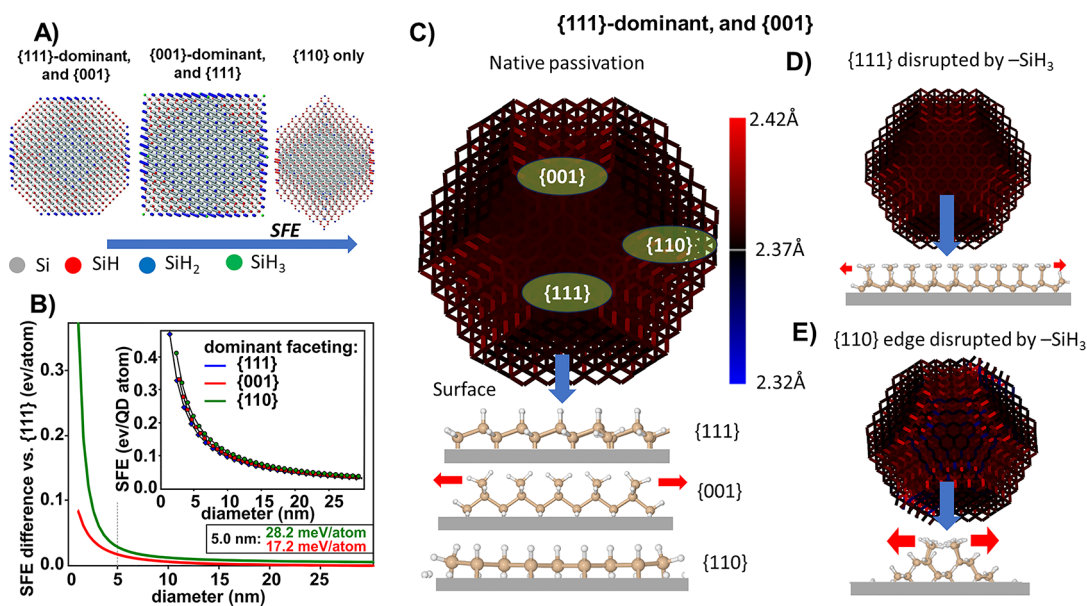 A)
{111}-dominant,
and {001}
{001}-dominant,
and {111}
{110} only
SFE
Si
SiH
SiH2
SiH3
B)
SFE difference vs. {111} (ev/atom)
0.3
0.2
0.1
0.0
0
5
10
15
20
25
diameter (nm)
SFE (ev/QD atom)
0.4
0.3
0.2
0.1
0.0
0
5
10
15
20
25
diameter (nm)
dominant faceting:
{111}
{001}
{110}
5.0 nm:
28.2 meV/atom
17.2 meV/atom
{111}-dominant, and {001}
C)
Native passivation
{001}
{110}
{111}
2.42Å
2.37Å
2.32Å
Surface
{111}
{001}
{110}
D)
{111} disrupted by –SiH3
E)
{110} edge disrupted by –SiH3